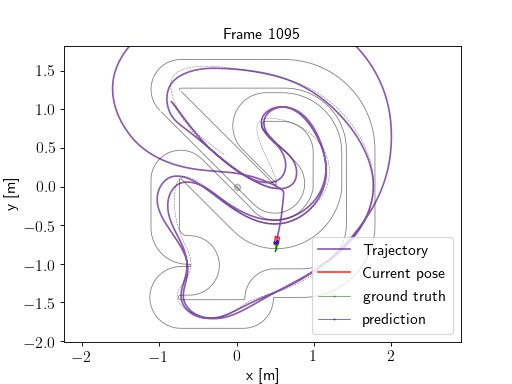 Frame 1095
y [m]
1.5
1.0
0.5
0.0
−0.5
−1.0
−1.5
−2.0
−2
−1
0
1
2
x [m]
Trajectory
Current pose
ground truth
prediction